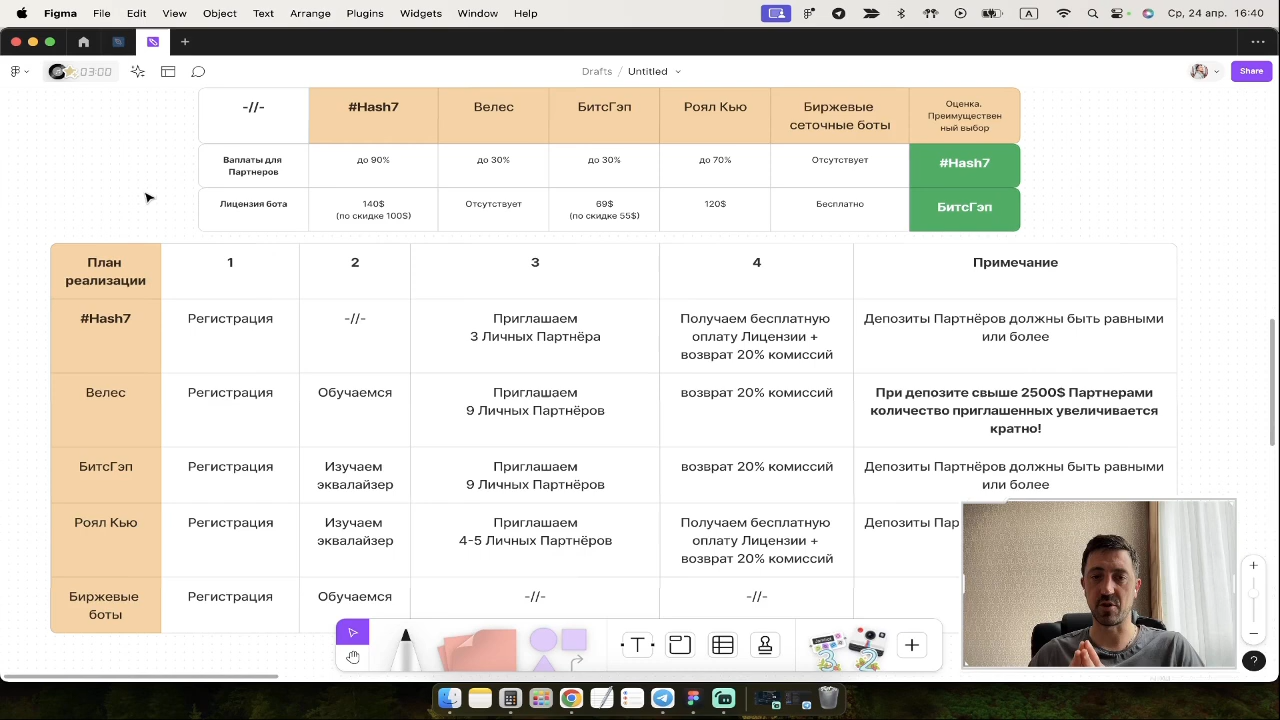 Figma File Edit View Object Text Arrange Plugins Widgets Window Help
A
Ср, 24 апр. 16:40
03:00
Drafts / Untitled
Share
-//- #Hash7 Велес БитсГэп Роял Кью Биржевые
сеточные боты
Оценка.
Преимуществен
ный выбор
Ваплаты для
Партнеров
до 90% до 30% до 30% до 70% Отсутствует #Hash7
Лицензия бота 140$
(по скидке 100$)
Отсутствует 69$
(по скидке 55$)
120$ Бесплатно БитсГэп
План
реализации
1 2 3 4 Примечание
#Hash7 Регистрация -//- Приглашаем
3 Личных Партнёра
Получаем бесплатную
оплату Лицензии +
возврат 20% комиссий
Депозиты Партнёров должны быть равными
или более
Велес Регистрация Обучаемся Приглашаем
9 Личных Партнёров
возврат 20% комиссий
При депозите свыше 2500$ Партнерами
количество приглашенных увеличивается
кратно!
БитсГэп Регистрация Изучаем
эквалайзер
Приглашаем
9 Личных Партнёров
возврат 20% комиссий
Депозиты Партнёров должны быть равными
или более
Роял Кью Регистрация Изучаем
эквалайзер
Приглашаем
4-5 Личных Партнёров
Получаем бесплатную
оплату Лицензии +
возврат 20% комиссий
Депозиты Пар
Биржевые
боты
Регистрация Обучаемся -//- -//-
T
3 2
+
−
?